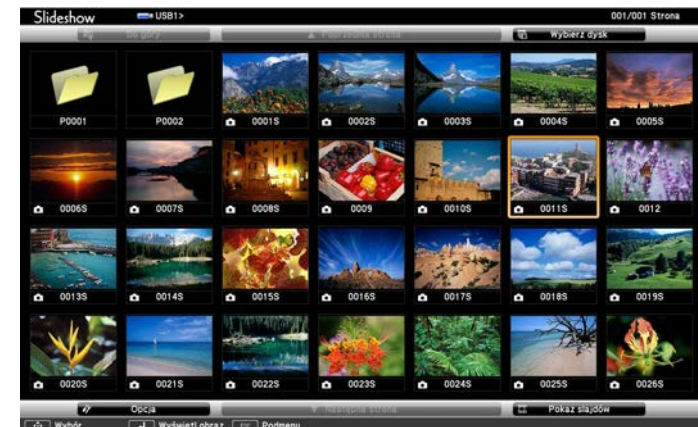 Slideshow USB1> 001/001 Strona
Do góry ▲ Poprzednia strona Wybierz dysk
P0001 P0002 0001S 0002S 0003S 0004S 0005S
0006S 0007S 0008S 0009 0010S 0011S 0012
0013S 0014S 0015S 0016S 0017S 0018S 0019S
0020S 0021S 0022S 0023S 0024S 0025S 0026S
Opcja ▼ Następna strona Pokaz slajdów
Wybór Wyświetl obraz Esc Podmenu